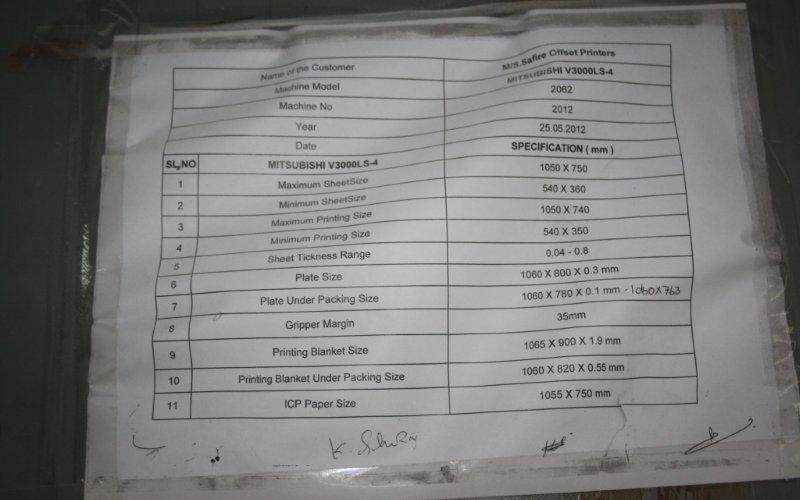 Name of the Customer M/S.Safire Offset Printers
Machine Model MITSUBISHI V3000LS-4
Machine No 2062
Year 2012
Date 25.05.2012
SL,NO MITSUBISHI V3000LS-4 SPECIFICATION ( mm )
1 Maximum SheetSize 1050 X 750
2 Minimum SheetSize 540 X 360
3 Maximum Printing Size 1050 X 740
4 Minimum Printing Size 540 X 350
5 Sheet Tickness Range 0.04 - 0.8
6 Plate Size 1060 X 800 X 0.3 mm
7 Plate Under Packing Size 1060 X 780 X 0.1 mm - 1060X763
8 Gripper Margin 35mm
9 Printing Blanket Size 1065 X 900 X 1.9 mm
10 Printing Blanket Under Packing Size 1060 X 820 X 0.55 mm
11 ICP Paper Size 1055 X 750 mm